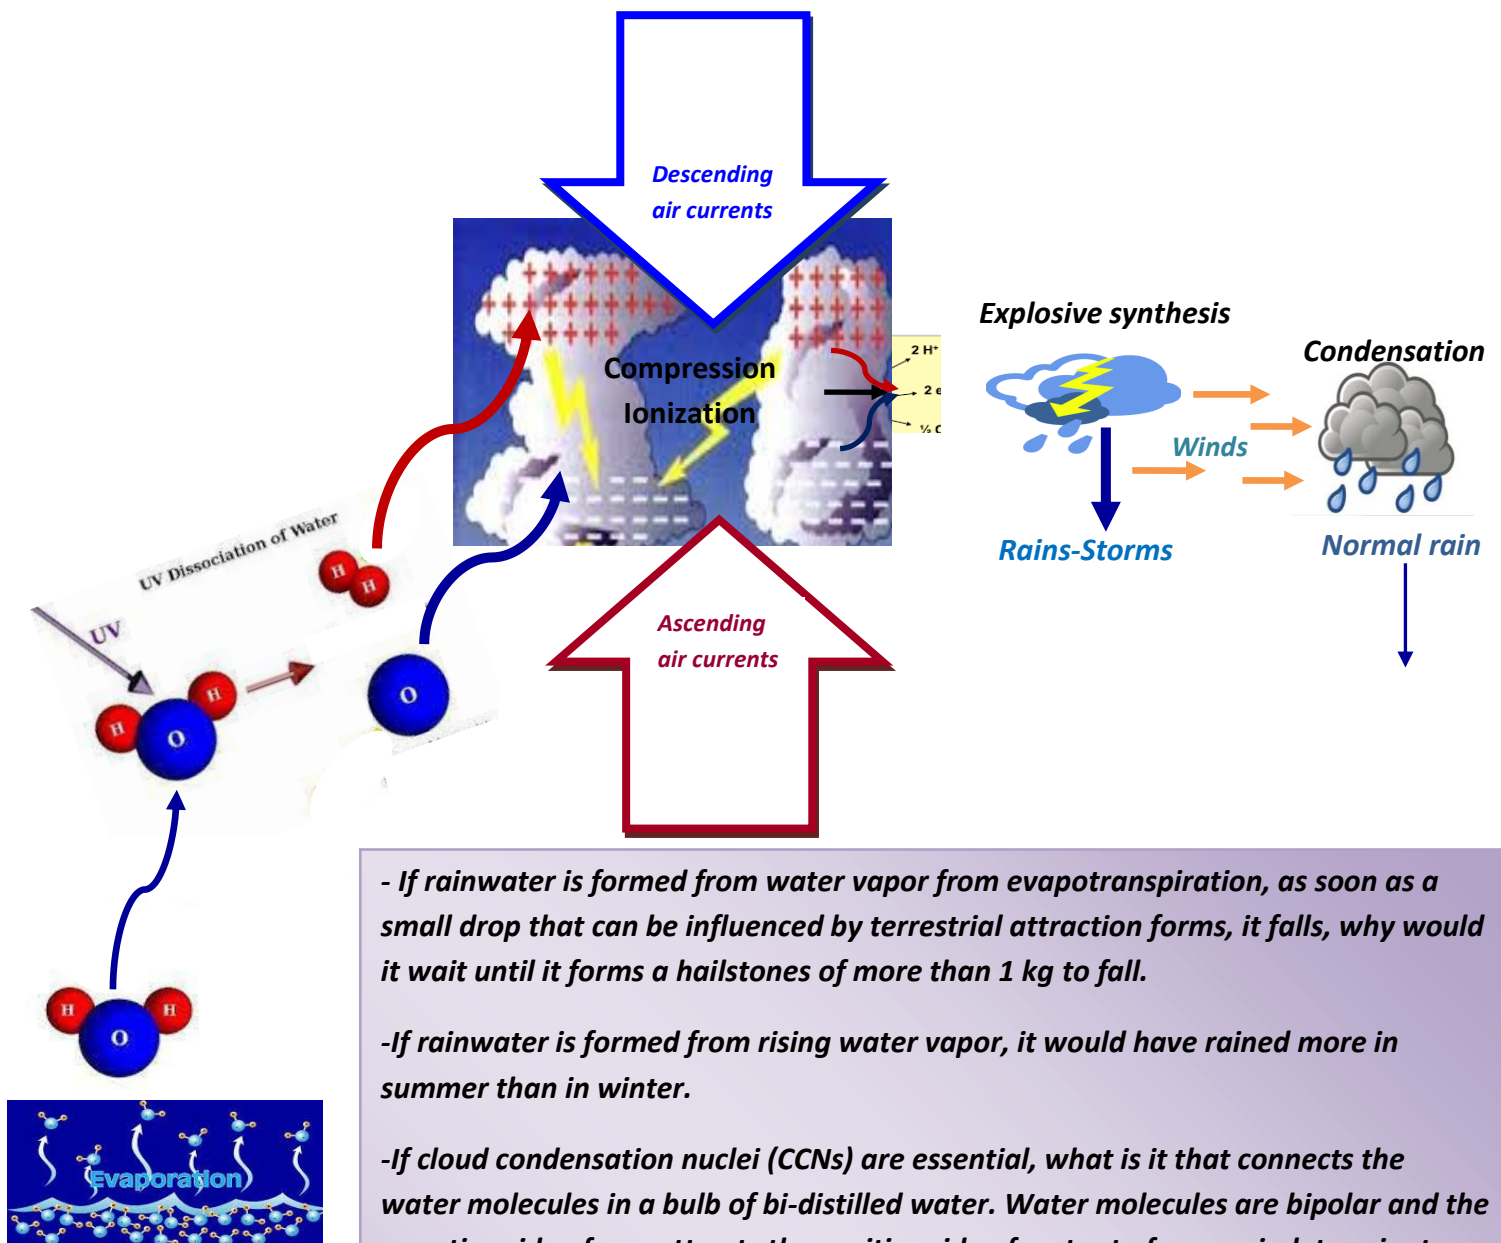 Descending
air currents
Compression
Ionization
2 H⁺
2 e
½ O
Explosive synthesis
Condensation
Winds
Rains-Storms
Normal rain
UV Dissociation of Water
UV
H
H
H
H
O
O
Ascending
air currents
H
H
O
Evaporation
- If rainwater is formed from water vapor from evapotranspiration, as soon as a
small drop that can be influenced by terrestrial attraction forms, it falls, why would
it wait until it forms a hailstones of more than 1 kg to fall.
-If rainwater is formed from rising water vapor, it would have rained more in
summer than in winter.
-If cloud condensation nuclei (CCNs) are essential, what is it that connects the
water molecules in a bulb of bi-distilled water. Water molecules are bipolar and the